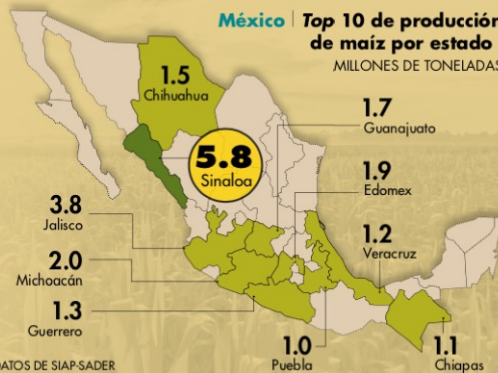 México | Top 10 de producción
de maíz por estado
MILLONES DE TONELADAS
1.5
Chihuahua
1.7
Guanajuato
5.8
Sinaloa
1.9
Edomex
3.8
Jalisco
1.2
Veracruz
2.0
Michoacán
1.3
Guerrero
1.0
Puebla
1.1
Chiapas
DATOS DE SIAP-SADER